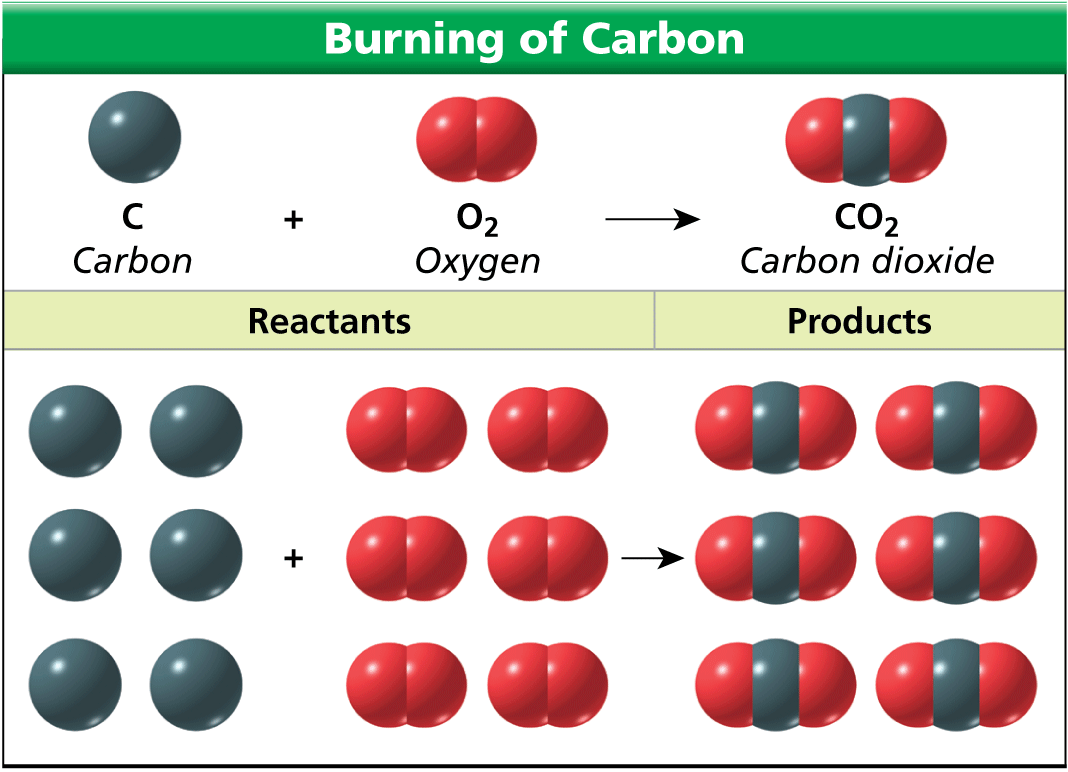 Burning of Carbon
C + O₂ ⟶ CO₂
Carbon Oxygen Carbon dioxide
Reactants Products
+ ⟶